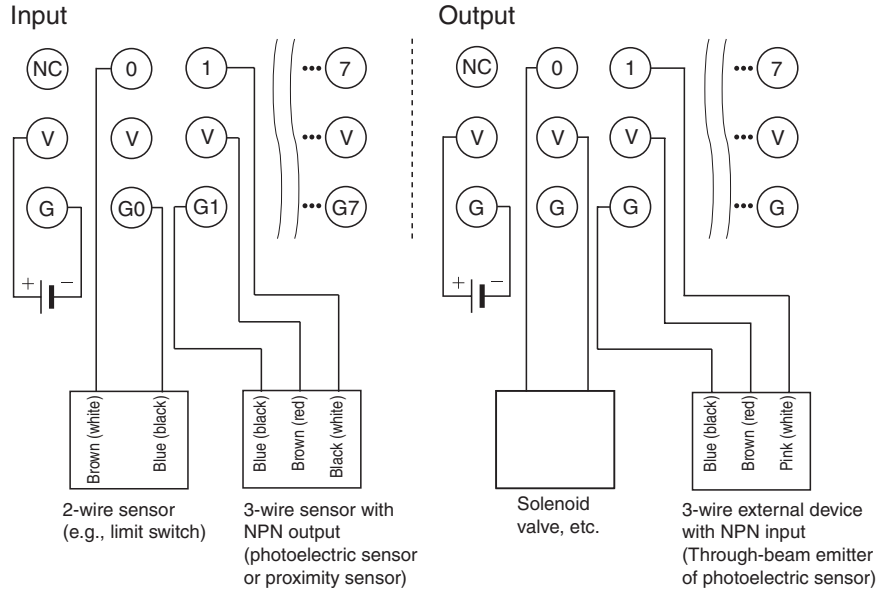 Input
NC 0 1 ••• 7
V V V ••• V
G G0 G1 ••• G7
+ −
Brown (white)
Blue (black)
Blue (black)
Brown (red)
Black (white)
2-wire sensor
(e.g., limit switch)
3-wire sensor with
NPN output
(photoelectric sensor
or proximity sensor)
Output
NC 0 1 ••• 7
V V V ••• V
G G G ••• G
+ −
Solenoid
valve, etc.
Blue (black)
Brown (red)
Pink (white)
3-wire external device
with NPN input
(Through-beam emitter
of photoelectric sensor)